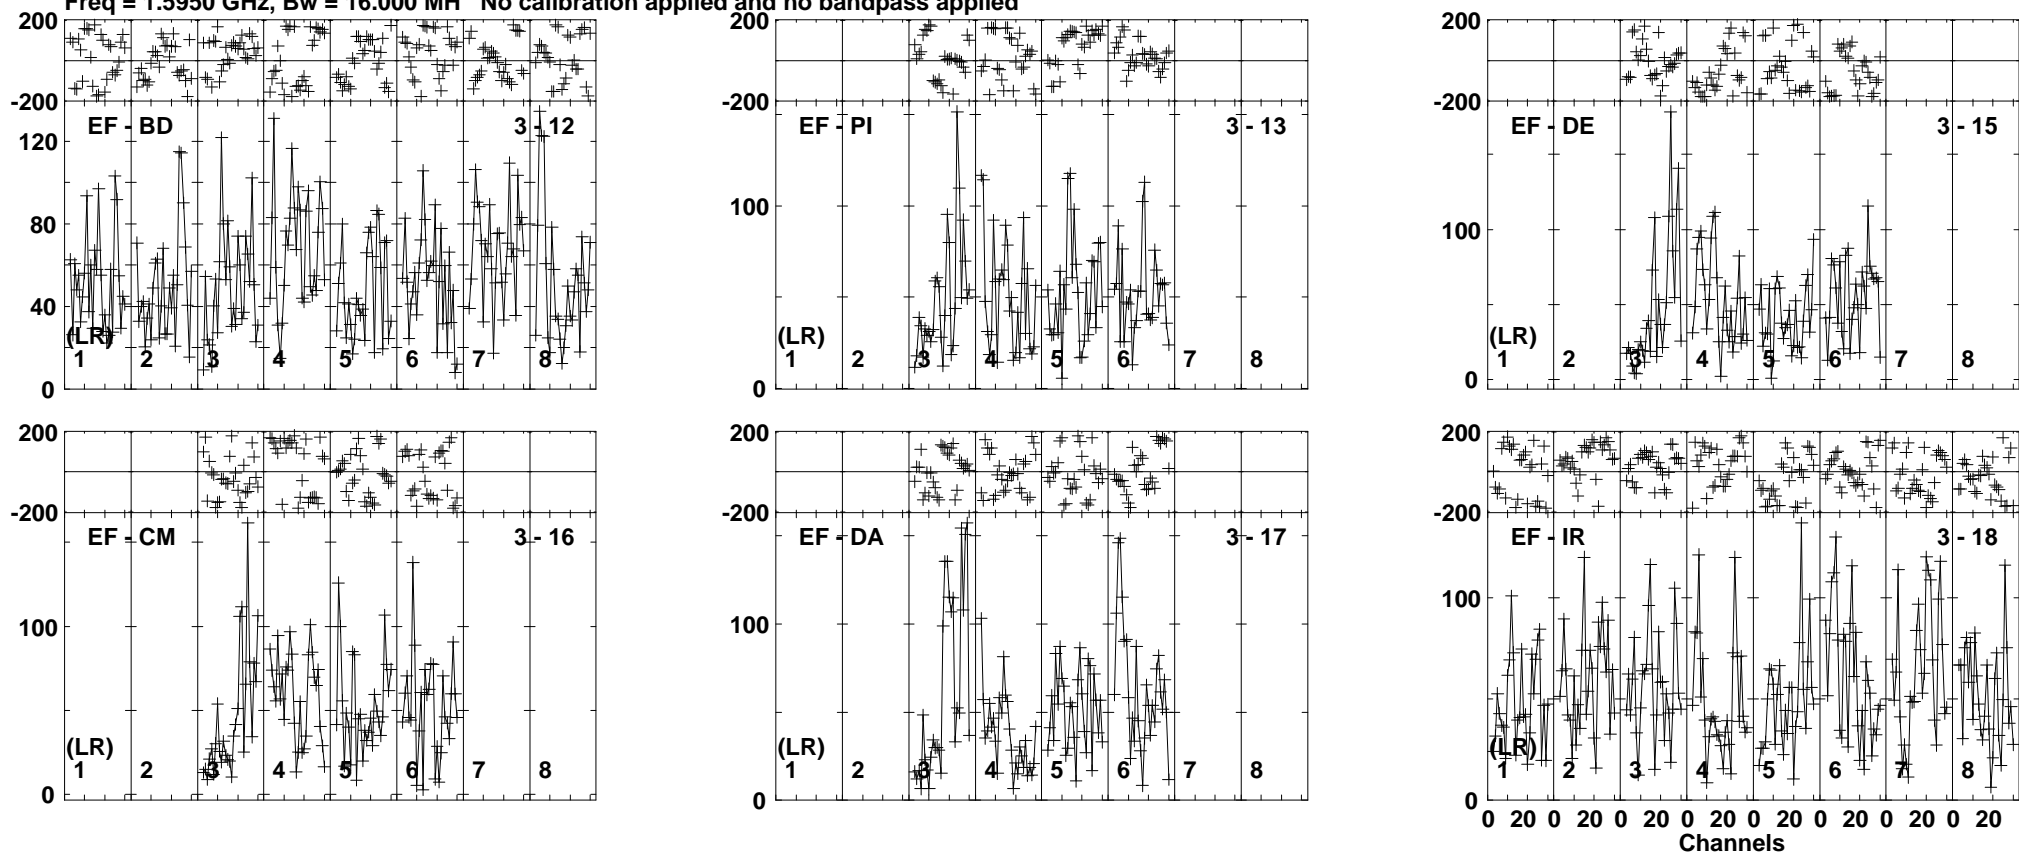 Freq = 1.5950 GHz, Bw = 16.000 MH No calibration applied and no bandpass applied
200
-200
EF - BD 3 - 12
120
80
40
0
(LR)
1 2 3 4 5 6 7 8
200
-200
EF - PI 3 - 13
100
0
(LR)
1 2 3 4 5 6 7 8
200
-200
EF - DE 3 - 15
100
0
(LR)
1 2 3 4 5 6 7 8
200
-200
EF - CM 3 - 16
100
0
(LR)
1 2 3 4 5 6 7 8
200
-200
EF - DA 3 - 17
100
0
(LR)
1 2 3 4 5 6 7 8
200
-200
EF - IR 3 - 18
100
0
(LR)
1 2 3 4 5 6 7 8
0 20 0 20 0 20 0 20 0 20 0 20 0 20 0 20
Channels